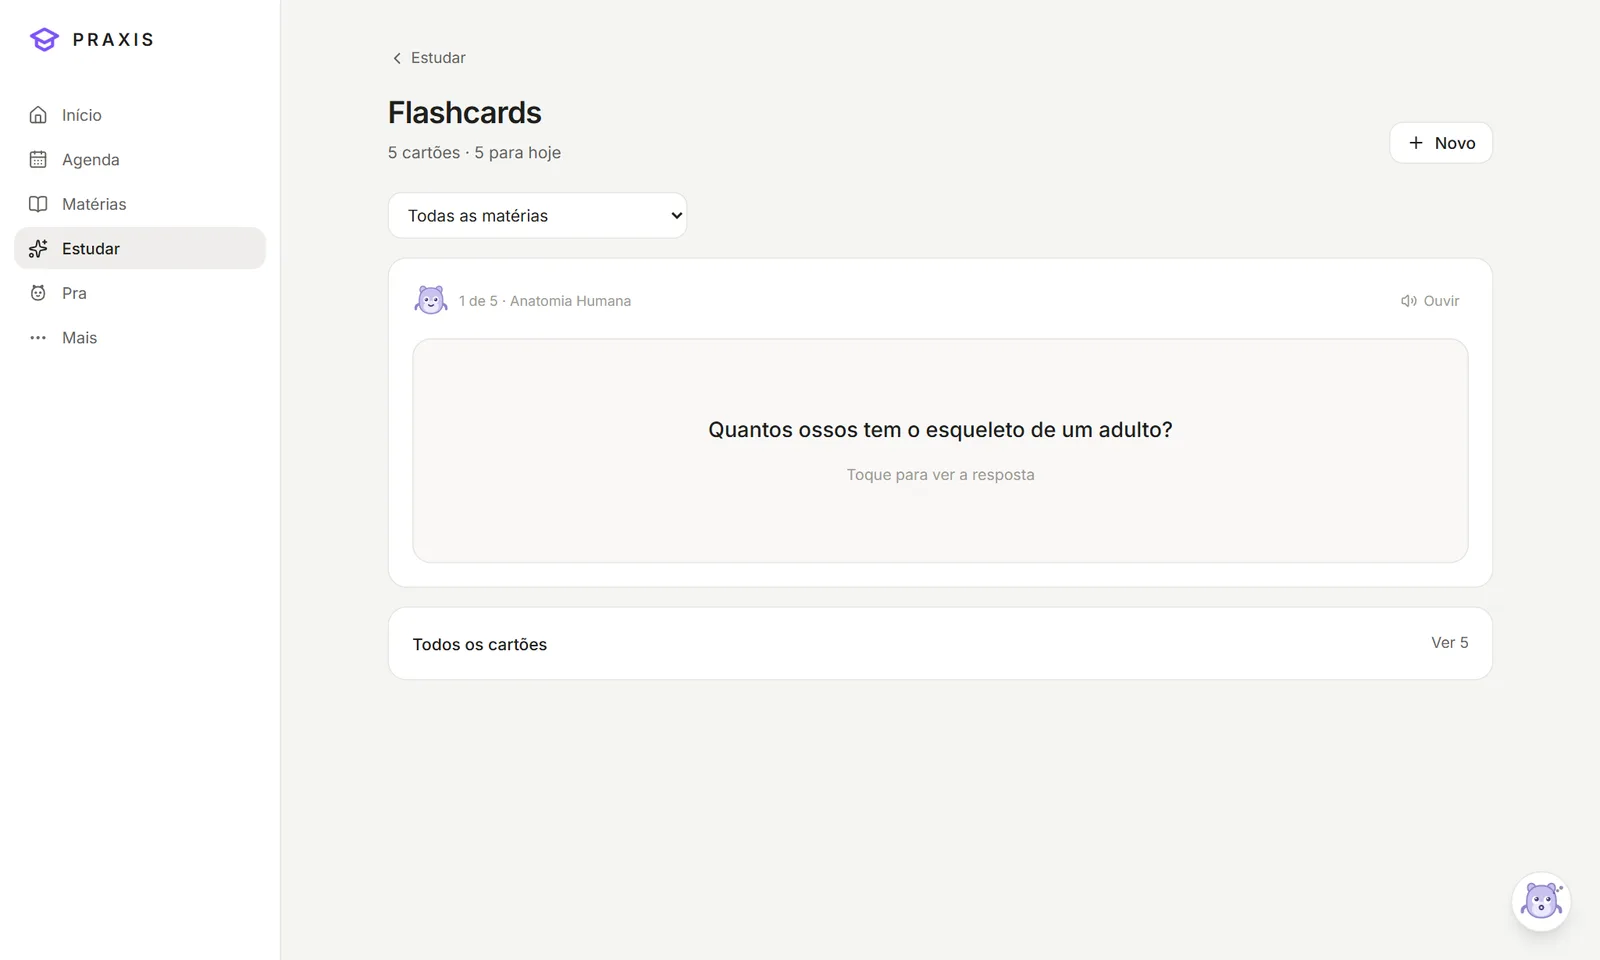 PRAXIS
Início
Agenda
Matérias
Estudar
Pra
Mais
Estudar
Flashcards
5 cartões · 5 para hoje
Novo
Todas as matérias
1 de 5 · Anatomia Humana
Ouvir
Quantos ossos tem o esqueleto de um adulto?
Toque para ver a resposta
Todos os cartões
Ver 5